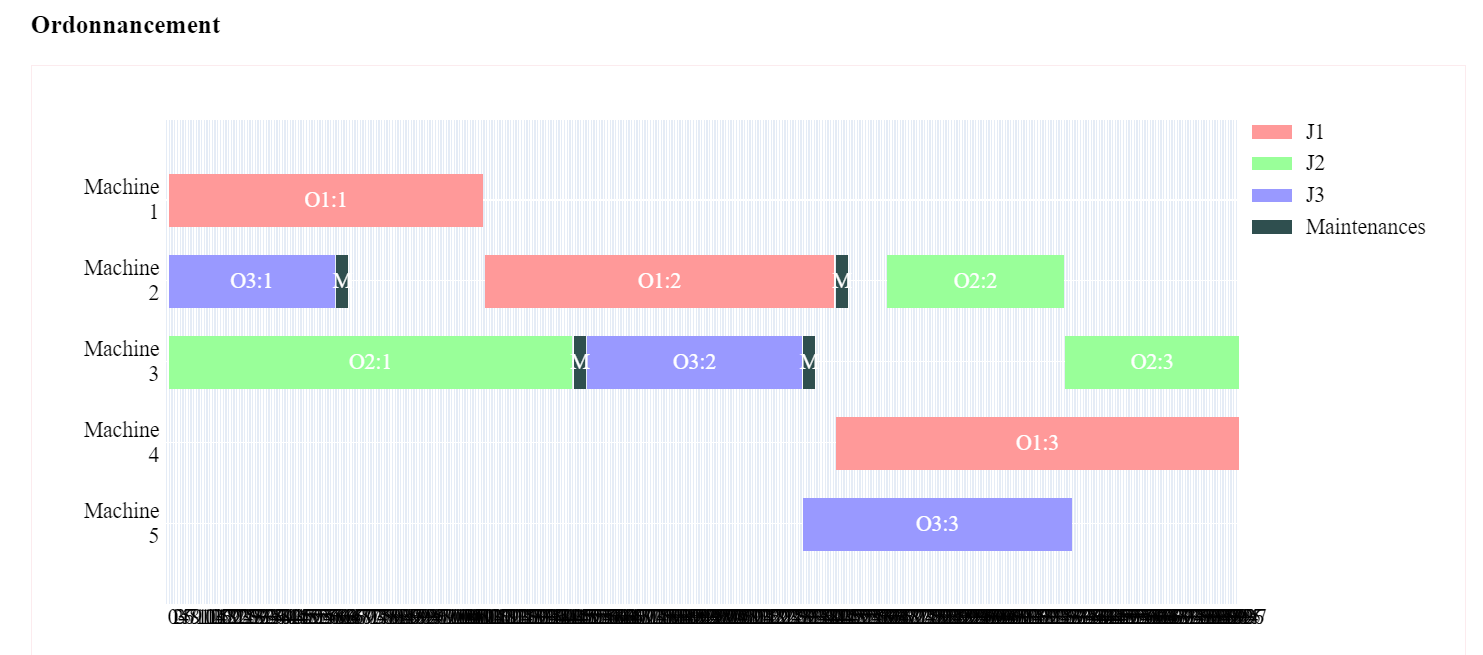 Ordonnancement
J1
J2
J3
Maintenances
Machine
1
O1:1
Machine
2
O3:1
M
O1:2
M
O2:2
Machine
3
O2:1
M
O3:2
M
O2:3
Machine
4
O1:3
Machine
5
O3:3